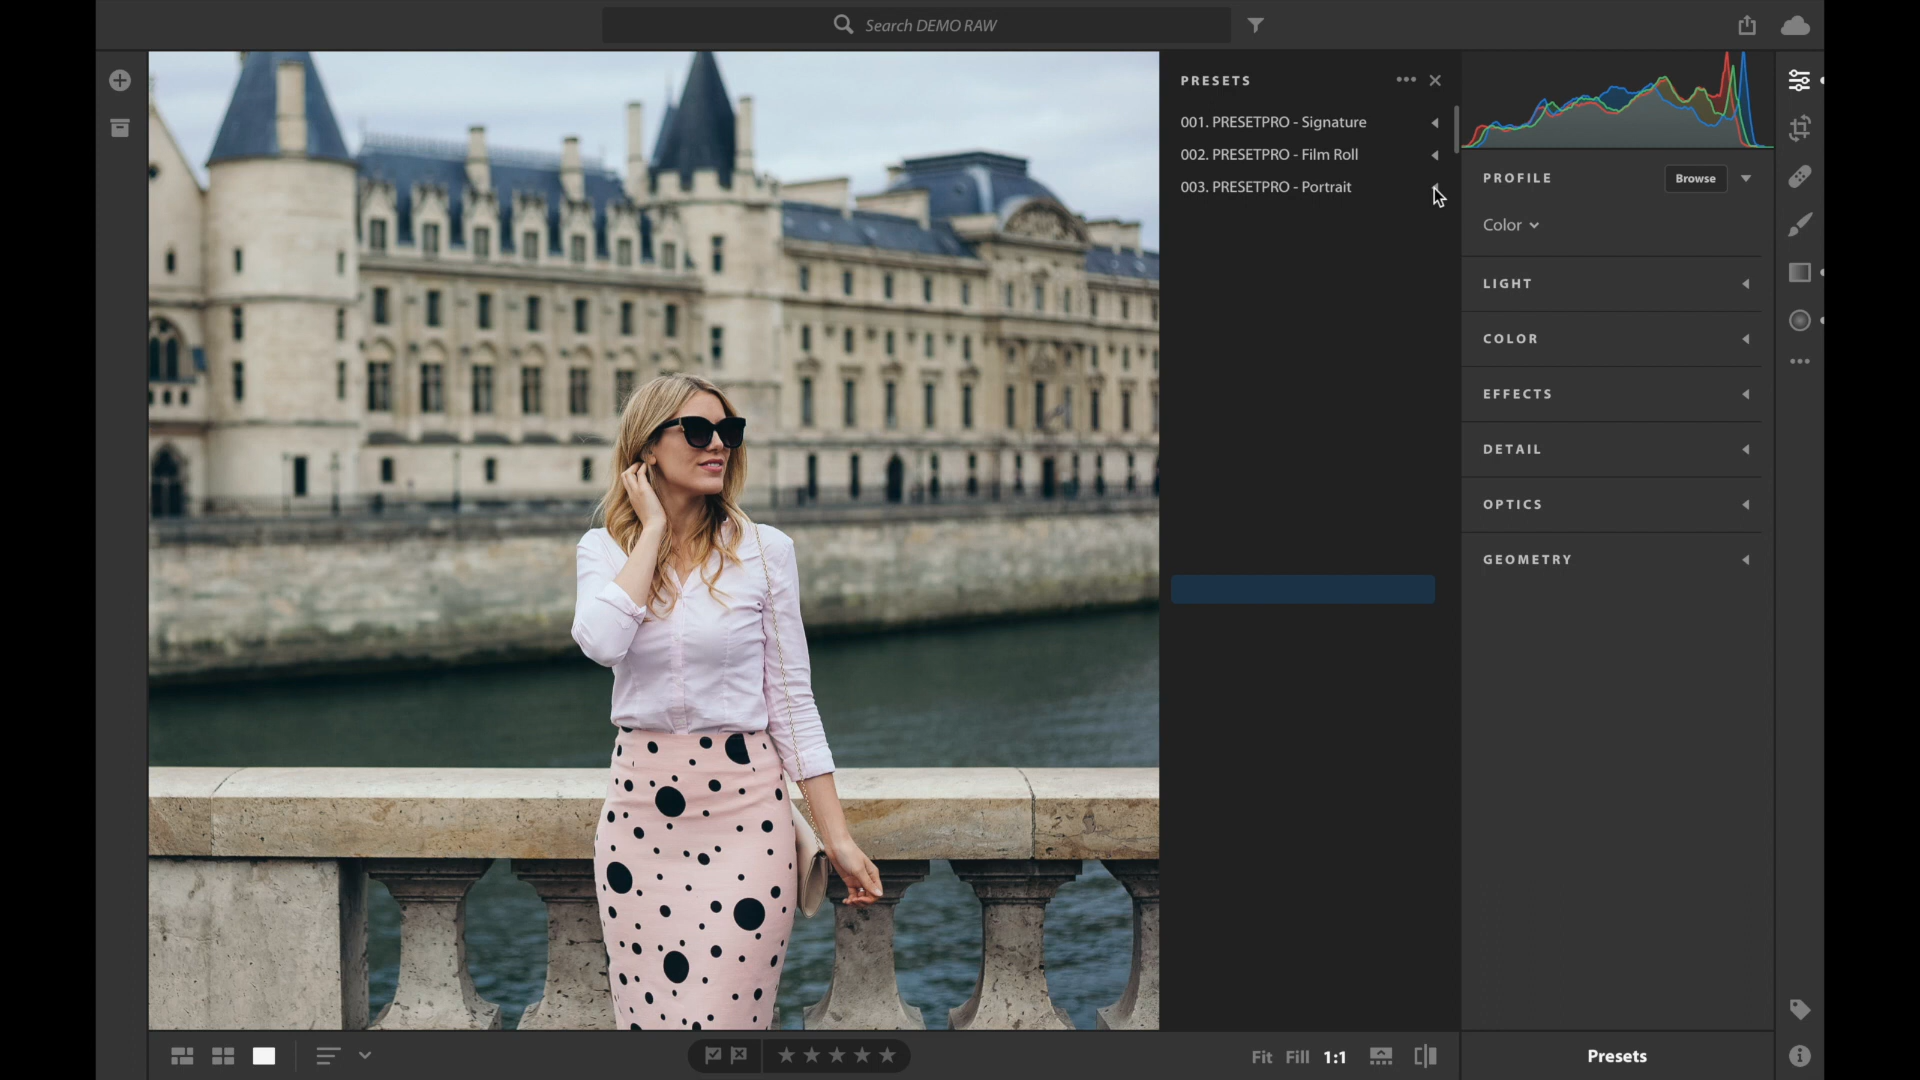 Search DEMO RAW
PRESETS
001. PRESETPRO - Signature
002. PRESETPRO - Film Roll
003. PRESETPRO - Portrait
PROFILE
Browse
Color
LIGHT
COLOR
EFFECTS
DETAIL
OPTICS
GEOMETRY
Fit Fill 1:1
Presets